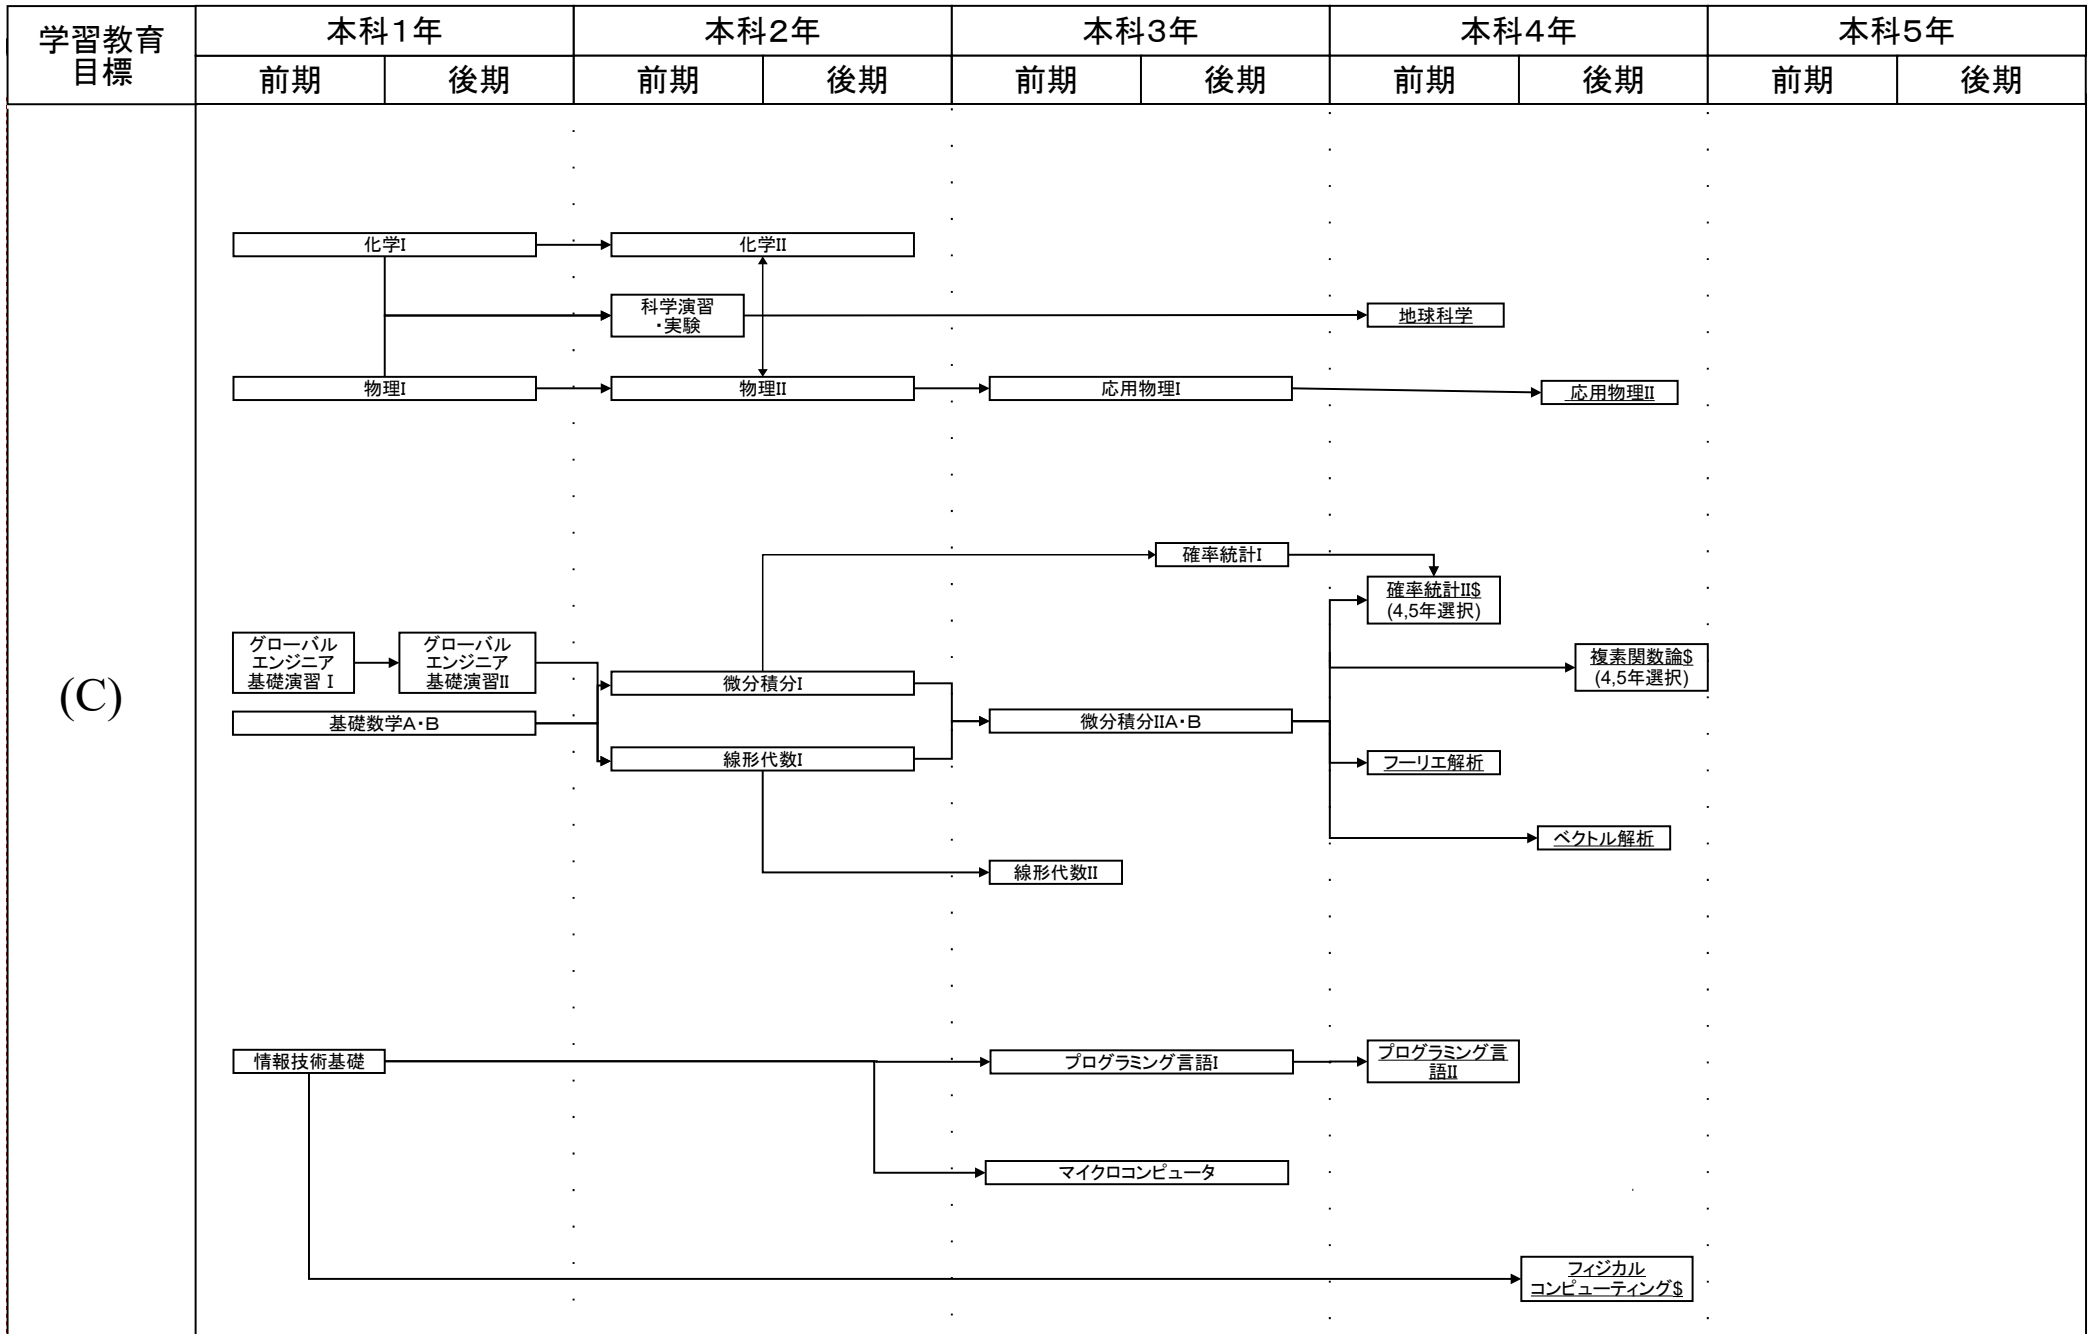 学習教育
目標
本科1年
本科2年
本科3年
本科4年
本科5年
前期
後期
前期
後期
前期
後期
前期
後期
前期
後期
(C)
化学I
化学II
科学演習
・実験
地球科学
物理I
物理II
応用物理I
応用物理II
確率統計I
確率統計II$
(4,5年選択)
グローバル
エンジニア
基礎演習 I
グローバル
エンジニア
基礎演習II
複素関数論$
(4,5年選択)
微分積分I
基礎数学A・B
微分積分IIA・B
線形代数I
フーリエ解析
ベクトル解析
線形代数II
情報技術基礎
プログラミング言語I
プログラミング言
語II
マイクロコンピュータ
フィジカル
コンピューティング$